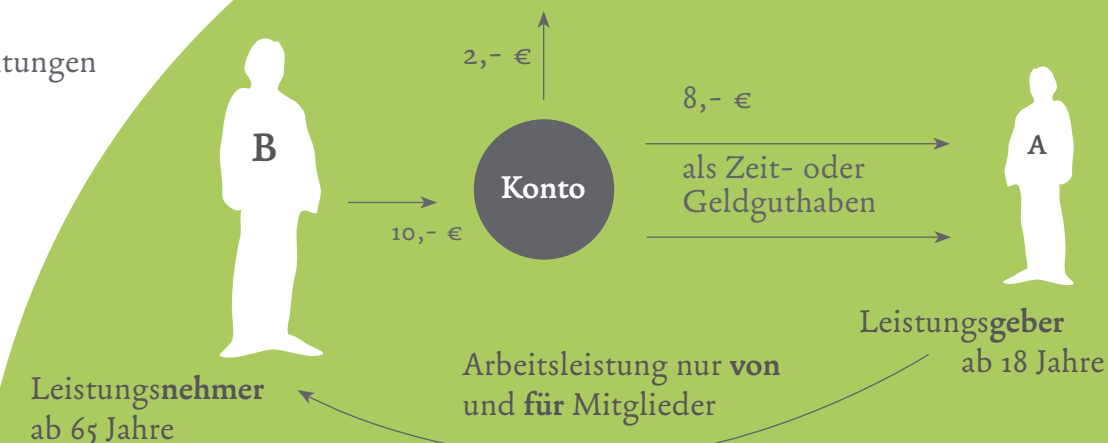 2,- €
8,- €
B
A
Konto
als Zeit- oder
Geldguthaben
10,- €
Leistungsgeber
ab 18 Jahre
Arbeitsleistung nur von
und für Mitglieder
Leistungsnehmer
ab 65 Jahre